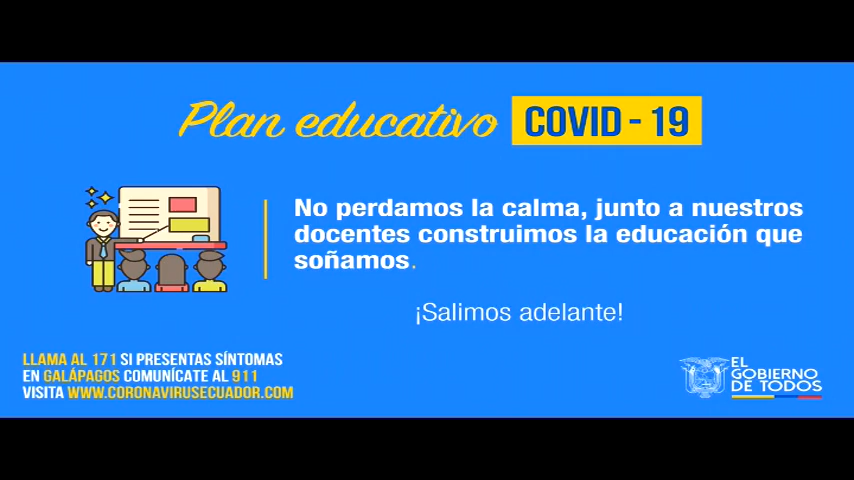 Plan educativo COVID - 19
No perdamos la calma, junto a nuestros
docentes construimos la educación que
soñamos.
¡Salimos adelante!
LLAMA AL 171 SI PRESENTAS SÍNTOMAS
EN GALÁPAGOS COMUNÍCATE AL 911
VISITA WWW.CORONAVIRUSECUADOR.COM
EL
GOBIERNO
DE TODOS